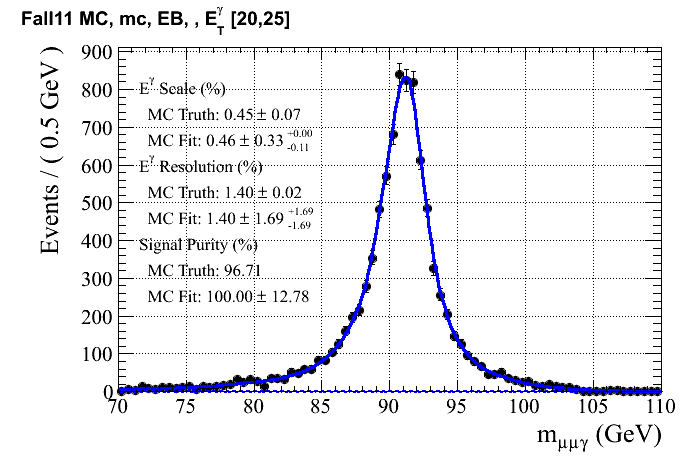 Fall11 MC, mc, EB, , E_T^γ [20,25]
Events / ( 0.5 GeV )
900
800
700
600
500
400
300
200
100
0
E^γ Scale (%)
MC Truth: 0.45 ± 0.07
MC Fit: 0.46 ± 0.33 +0.00 -0.11
E^γ Resolution (%)
MC Truth: 1.40 ± 0.02
MC Fit: 1.40 ± 1.69 +1.69 -1.69
Signal Purity (%)
MC Truth: 96.71
MC Fit: 100.00 ± 12.78
70 75 80 85 90 95 100 105 110
m_μμγ (GeV)